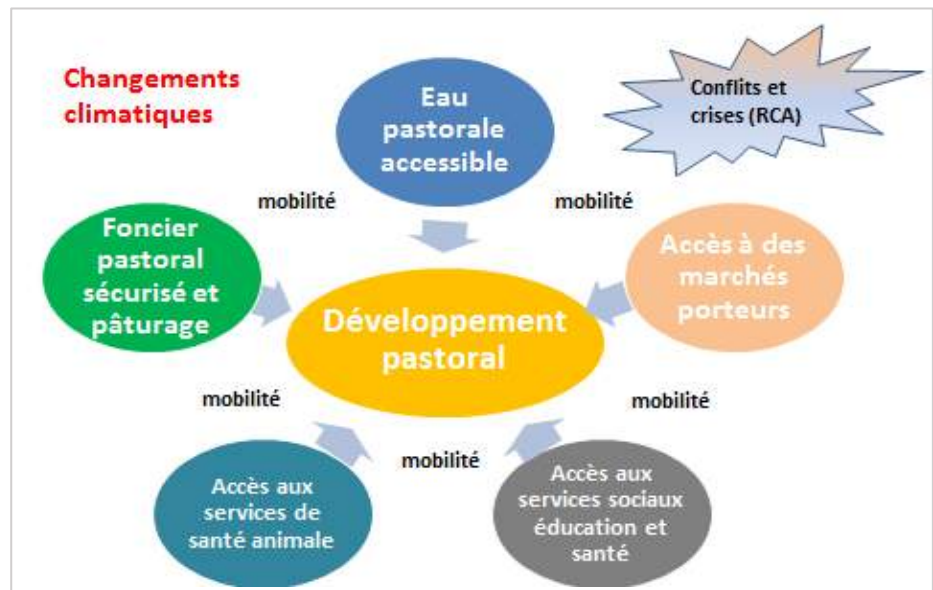 Changements
climatiques
Eau
pastorale
accessible
Conflits et
crises (RCA)
mobilité
mobilité
Foncier
pastoral
sécurisé et
pâturage
Accès à des
marchés
porteurs
Développement
pastoral
mobilité
mobilité
mobilité
Accès aux
services de
santé animale
Accès aux
services sociaux
éducation et
santé